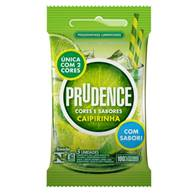 PRESERVATIVOS LUBRIFICADOS
ÚNICA
COM 2
CORES
PRUDENCE
CORES E SABORES
CAIPIRINHA
COM
SABOR!
3 UNIDADES